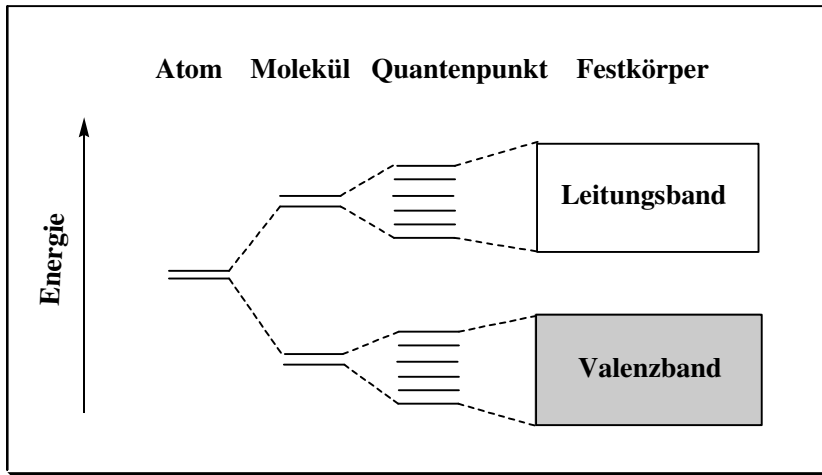 Atom Molekül Quantenpunkt Festkörper
Energie
Leitungsband
Valenzband